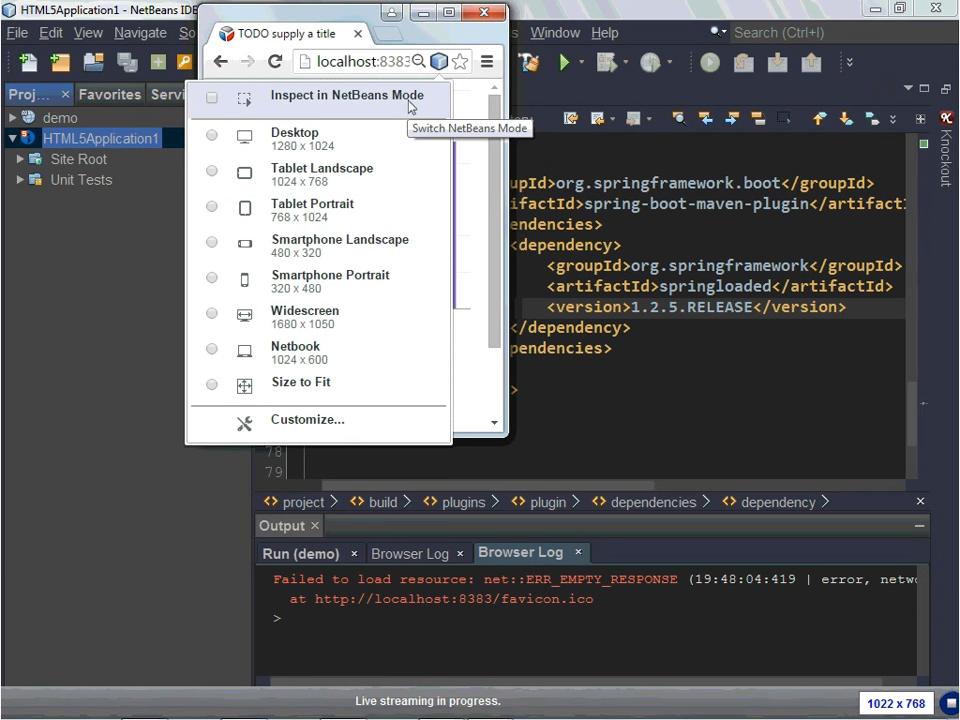 HTML5Application1 - NetBeans IDE
File Edit View Navigate So
Window Help
Search (Ctrl+I)
TODO supply a title
localhost:8383
Proj... Favorites Servi
demo
HTML5Application1
Site Root
Unit Tests
Inspect in NetBeans Mode
Switch NetBeans Mode
Desktop
1280 x 1024
Tablet Landscape
1024 x 768
Tablet Portrait
768 x 1024
Smartphone Landscape
480 x 320
Smartphone Portrait
320 x 480
Widescreen
1680 x 1050
Netbook
1024 x 600
Size to Fit
Customize...
Knockout
upId>org.springframework.boot</groupId>
ifactId>spring-boot-maven-plugin</artifactI
endencies>
<dependency>
<groupId>org.springframework</groupId>
<artifactId>springloaded</artifactId>
<version>1.2.5.RELEASE</version>
</dependency>
pendencies>
>
78
79
project build plugins plugin dependencies dependency
Output
Run (demo) Browser Log Browser Log
Failed to load resource: net::ERR_EMPTY_RESPONSE (19:48:04:419 | error, netwo
at http://localhost:8383/favicon.ico
>
Live streaming in progress.
1022 x 768